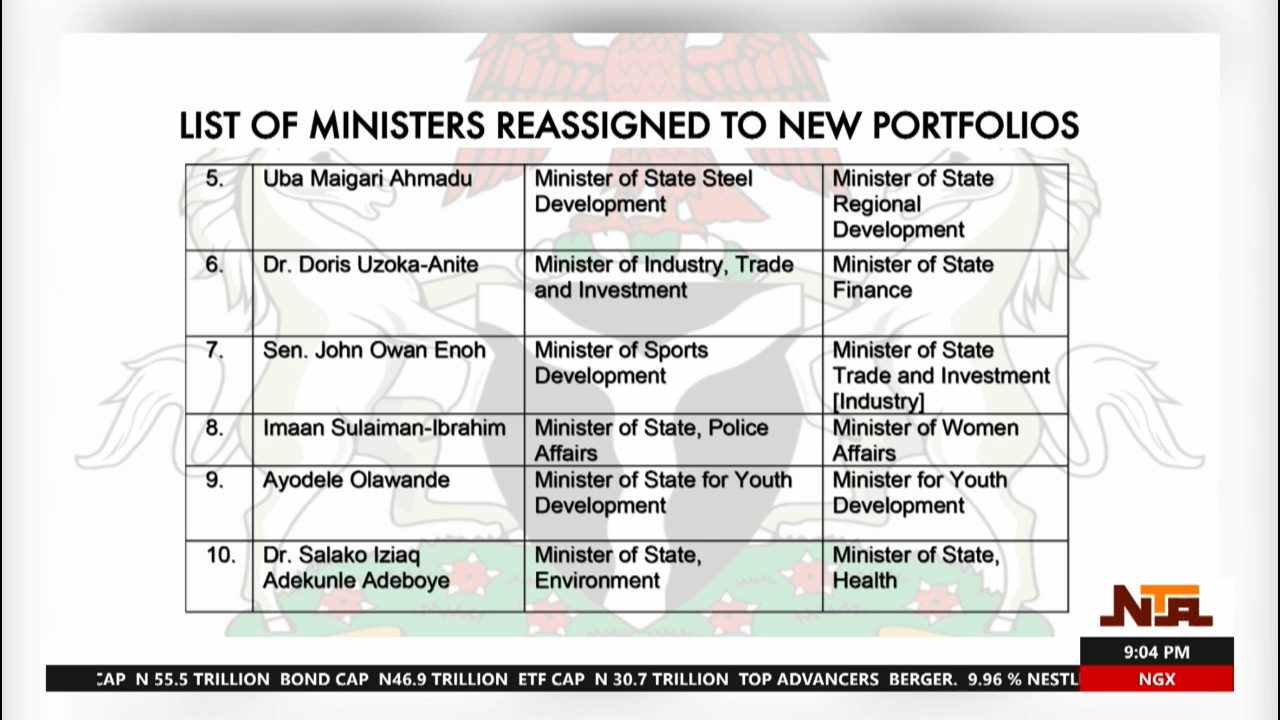 LIST OF MINISTERS REASSIGNED TO NEW PORTFOLIOS
5.
Uba Maigari Ahmadu
Minister of State Steel
Development
Minister of State
Regional
Development
6.
Dr. Doris Uzoka-Anite
Minister of Industry, Trade
and Investment
Minister of State
Finance
7.
Sen. John Owan Enoh
Minister of Sports
Development
Minister of State
Trade and Investment
[Industry]
8.
Imaan Sulaiman-Ibrahim
Minister of State, Police
Affairs
Minister of Women
Affairs
9.
Ayodele Olawande
Minister of State for Youth
Development
Minister for Youth
Development
10.
Dr. Salako Iziaq
Adekunle Adeboye
Minister of State,
Environment
Minister of State,
Health
NTA
9:04 PM
CAP N 55.5 TRILLION BOND CAP N46.9 TRILLION ETF CAP N 30.7 TRILLION TOP ADVANCERS BERGER. 9.96 % NESTL
NGX